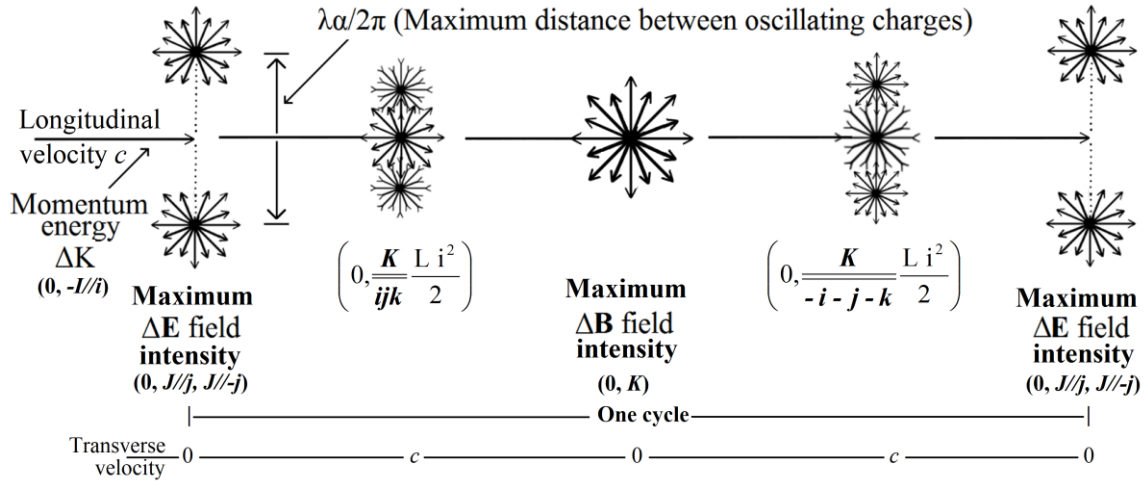 λα/2π (Maximum distance between oscillating charges)
Longitudinal
velocity c
Momentum
energy
ΔK
(0, -I//i)
Maximum
ΔE field
intensity
(0, J//j, J//-j)
(0, K/ijk L i²/2)
Maximum
ΔB field
intensity
(0, K)
(0, K/-i - j - k L i²/2)
Maximum
ΔE field
intensity
(0, J//j, J//-j)
One cycle
Transverse
velocity
0 c 0 c 0